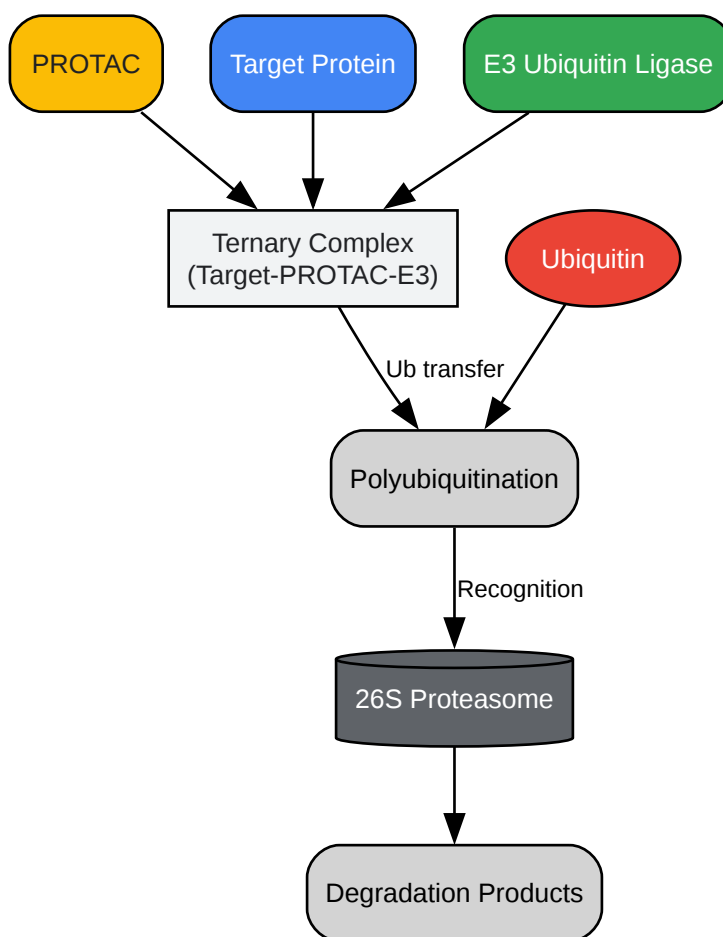 PROTAC
Target Protein
E3 Ubiquitin Ligase
Ternary Complex
(Target-PROTAC-E3)
Ubiquitin
Ub transfer
Polyubiquitination
Recognition
26S Proteasome
Degradation Products